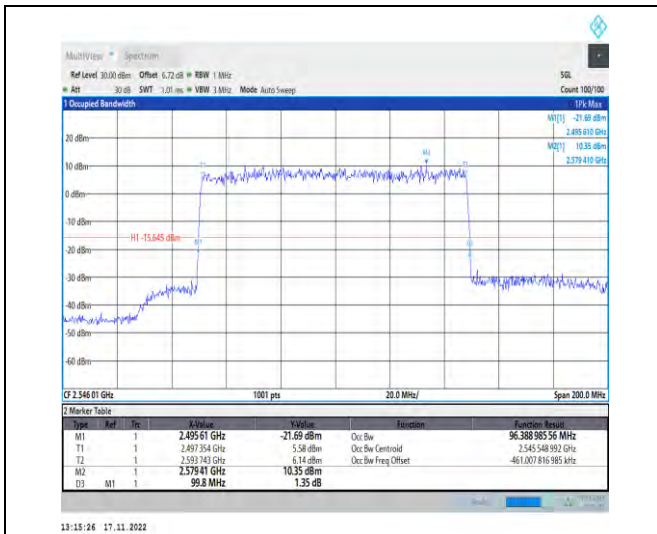 MultiView Spectrum
Ref Level 30.00 dBm Offset 6.72 dB RBW 1 MHz SGL
Att 30 dB SWT 1.01 ms VBW 3 MHz Mode Auto Sweep Count 100/100
1 Occupied Bandwidth 1Pk Max
M1[1] -21.69 dBm
2.495 610 GHz
M2[1] 10.35 dBm
2.579 410 GHz
20 dBm
10 dBm
0 dBm
-10 dBm
H1 -15.645 dBm
-20 dBm
-30 dBm
-40 dBm
-50 dBm
-60 dBm
CF 2.546 01 GHz 1001 pts 20.0 MHz/ Span 200.0 MHz
2 Marker Table
Type Ref Trc X-Value Y-Value Function Function Result
M1 1 2.495 61 GHz -21.69 dBm Occ Bw 96.388 985 56 MHz
T1 1 2.497 354 GHz 5.58 dBm Occ Bw Centroid 2.545 548 992 GHz
T2 1 2.593 743 GHz 6.14 dBm Occ Bw Freq Offset -461.007 816 985 kHz
M2 1 2.579 41 GHz 10.35 dBm
D3 M1 1 99.8 MHz 1.35 dB
13:15:26 17.11.2022